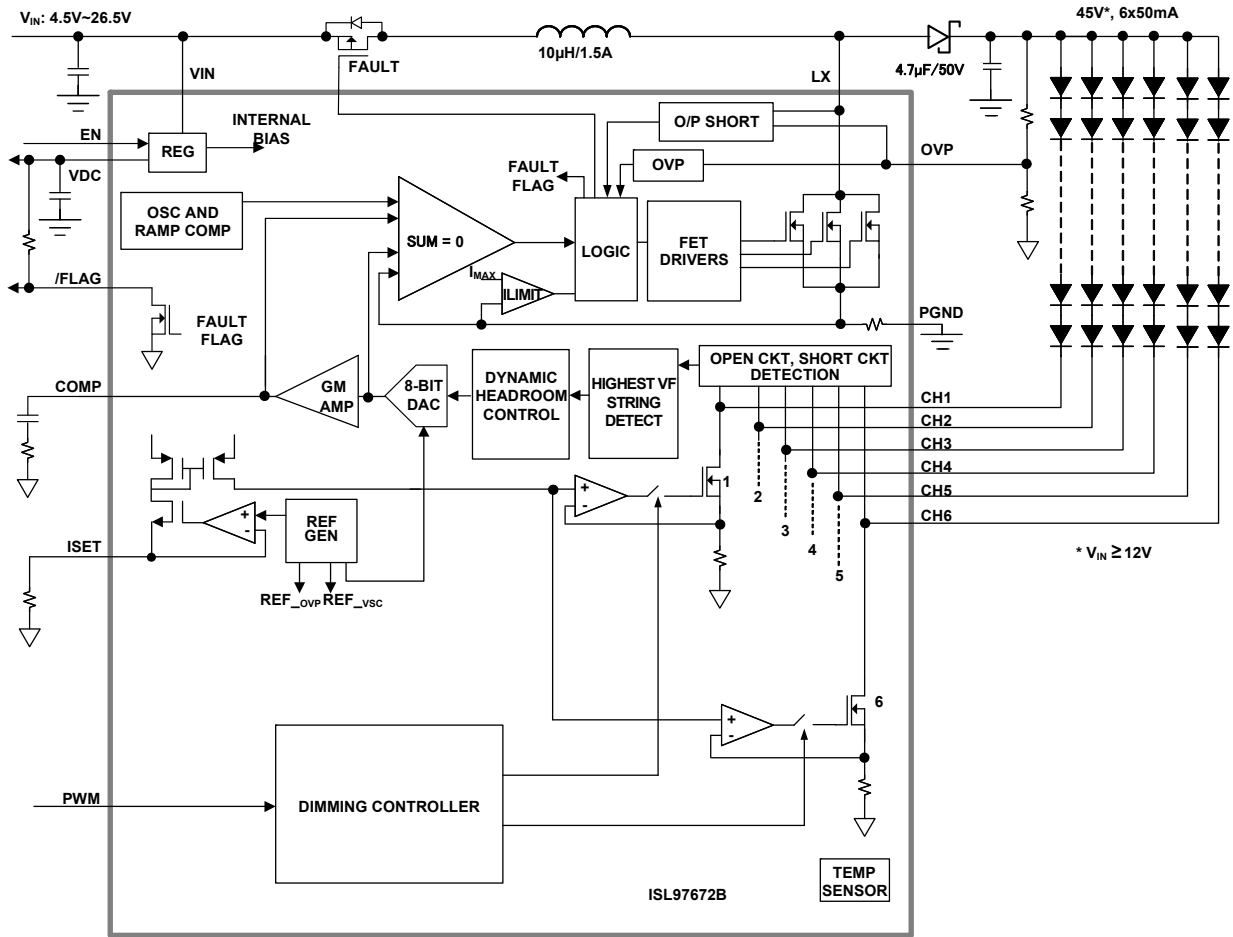 V_IN: 4.5V~26.5V
45V*, 6x50mA
10µH/1.5A
4.7µF/50V
FAULT
VIN
LX
EN
REG
INTERNAL
BIAS
O/P SHORT
OVP
OVP
VDC
FAULT
FLAG
OSC AND
RAMP COMP
SUM = 0
LOGIC
FET
DRIVERS
I_MAX
ILIMIT
/FLAG
FAULT
FLAG
PGND
OPEN CKT, SHORT CKT
DETECTION
COMP
GM
AMP
8-BIT
DAC
DYNAMIC
HEADROOM
CONTROL
HIGHEST VF
STRING
DETECT
CH1
CH2
CH3
CH4
CH5
CH6
+
-
1
2
3
4
5
+
-
REF
GEN
ISET
REF_OVP
REF_VSC
* V_IN ≥ 12V
+
-
6
PWM
DIMMING CONTROLLER
TEMP
SENSOR
ISL97672B